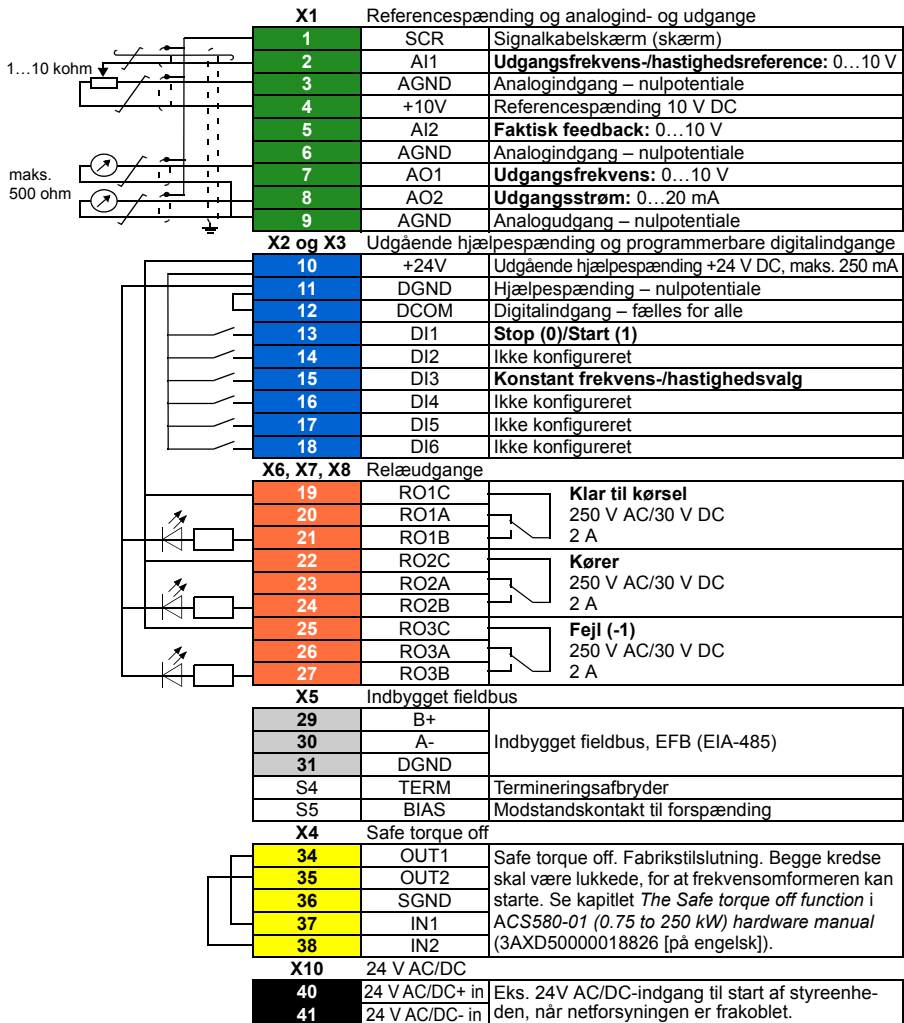 X1 Referencespænding og analogind- og udgange
1 SCR Signalkabelskærm (skærm)
2 AI1 Udgangsfrekvens-/hastighedsreference: 0…10 V
1…10 kohm
3 AGND Analogindgang – nulpotentiale
4 +10V Referencespænding 10 V DC
5 AI2 Faktisk feedback: 0…10 V
6 AGND Analogindgang – nulpotentiale
7 AO1 Udgangsfrekvens: 0…10 V
maks.
500 ohm
8 AO2 Udgangsstrøm: 0…20 mA
9 AGND Analogudgang – nulpotentiale
X2 og X3 Udgående hjælpespænding og programmerbare digitalindgange
10 +24V Udgående hjælpespænding +24 V DC, maks. 250 mA
11 DGND Hjælpespænding – nulpotentiale
12 DCOM Digitalindgang – fælles for alle
13 DI1 Stop (0)/Start (1)
14 DI2 Ikke konfigureret
15 DI3 Konstant frekvens-/hastighedsvalg
16 DI4 Ikke konfigureret
17 DI5 Ikke konfigureret
18 DI6 Ikke konfigureret
X6, X7, X8 Relæudgange
19 RO1C Klar til kørsel
20 RO1A 250 V AC/30 V DC
21 RO1B 2 A
22 RO2C Kører
23 RO2A 250 V AC/30 V DC
24 RO2B 2 A
25 RO3C Fejl (-1)
26 RO3A 250 V AC/30 V DC
27 RO3B 2 A
X5 Indbygget fieldbus
29 B+
30 A- Indbygget fieldbus, EFB (EIA-485)
31 DGND
S4 TERM Termineringsafbryder
S5 BIAS Modstandskontakt til forspænding
X4 Safe torque off
34 OUT1 Safe torque off. Fabrikstilslutning. Begge kredse
35 OUT2 skal være lukkede, for at frekvensomformeren kan
36 SGND starte. Se kapitlet The Safe torque off function i
37 IN1 ACS580-01 (0.75 to 250 kW) hardware manual
38 IN2 (3AXD50000018826 [på engelsk]).
X10 24 V AC/DC
40 24 V AC/DC+ in Eks. 24V AC/DC-indgang til start af styreenhe-
41 24 V AC/DC- in den, når netforsyningen er frakoblet.